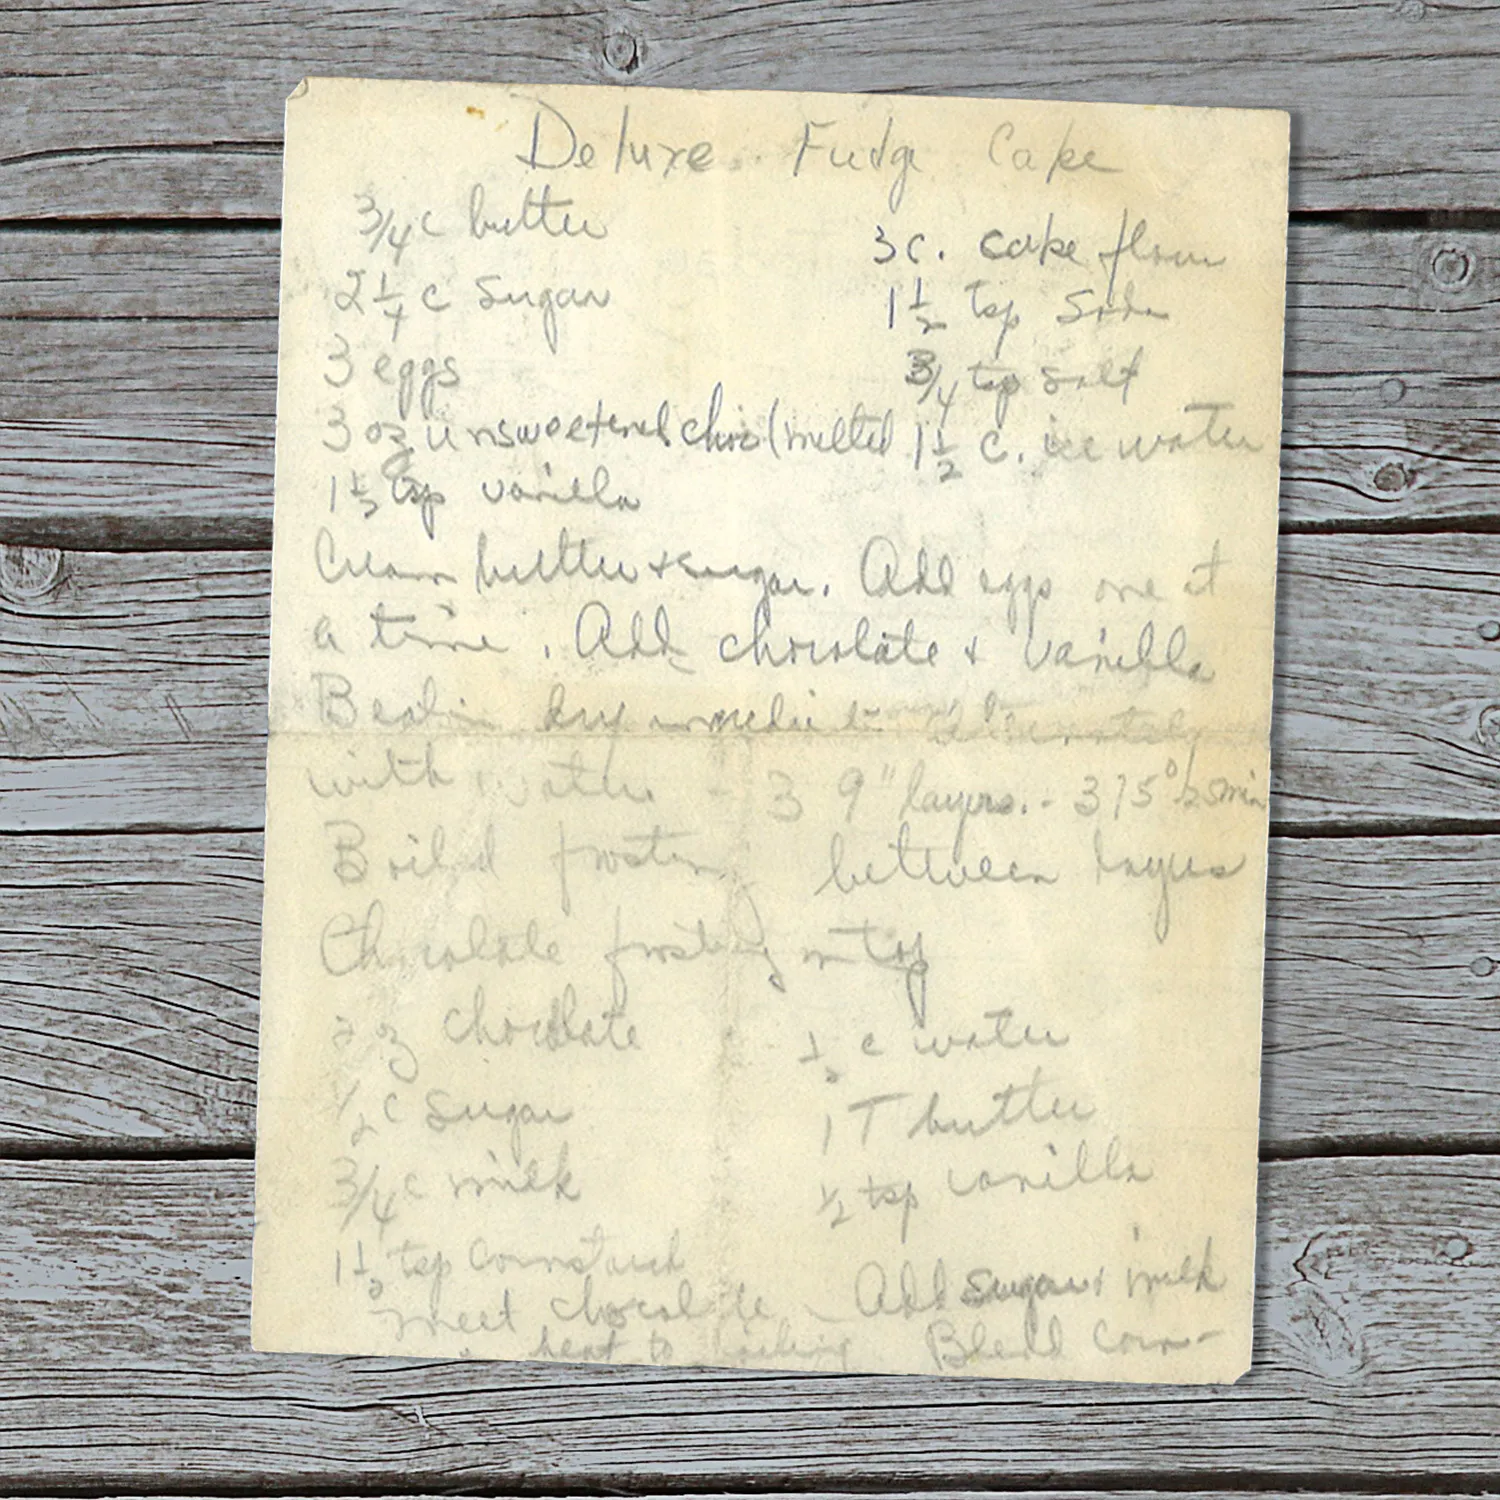 Deluxe Fudge Cake
3/4 c butter
3 c. cake flour
2 1/4 c sugar
1 1/2 tsp soda
3 eggs
3/4 tsp salt
3 oz unsweetened choc (melted
1 1/2 c. ice water
1 1/2 tsp vanilla
Cream butter + sugar. Add eggs one at
a time. Add chocolate + vanilla
Beat in dry alternately
with water - 3 9" layers. - 375°
Boiled between layers
Chocolate frosting on top
2 oz chocolate
1/2 c water
1/2 c sugar
1 T butter
3/4 c milk
1/2 tsp vanilla
1 1/2 tsp cornstarch
chocolate - Add sugar + milk
heat to Blend corn-